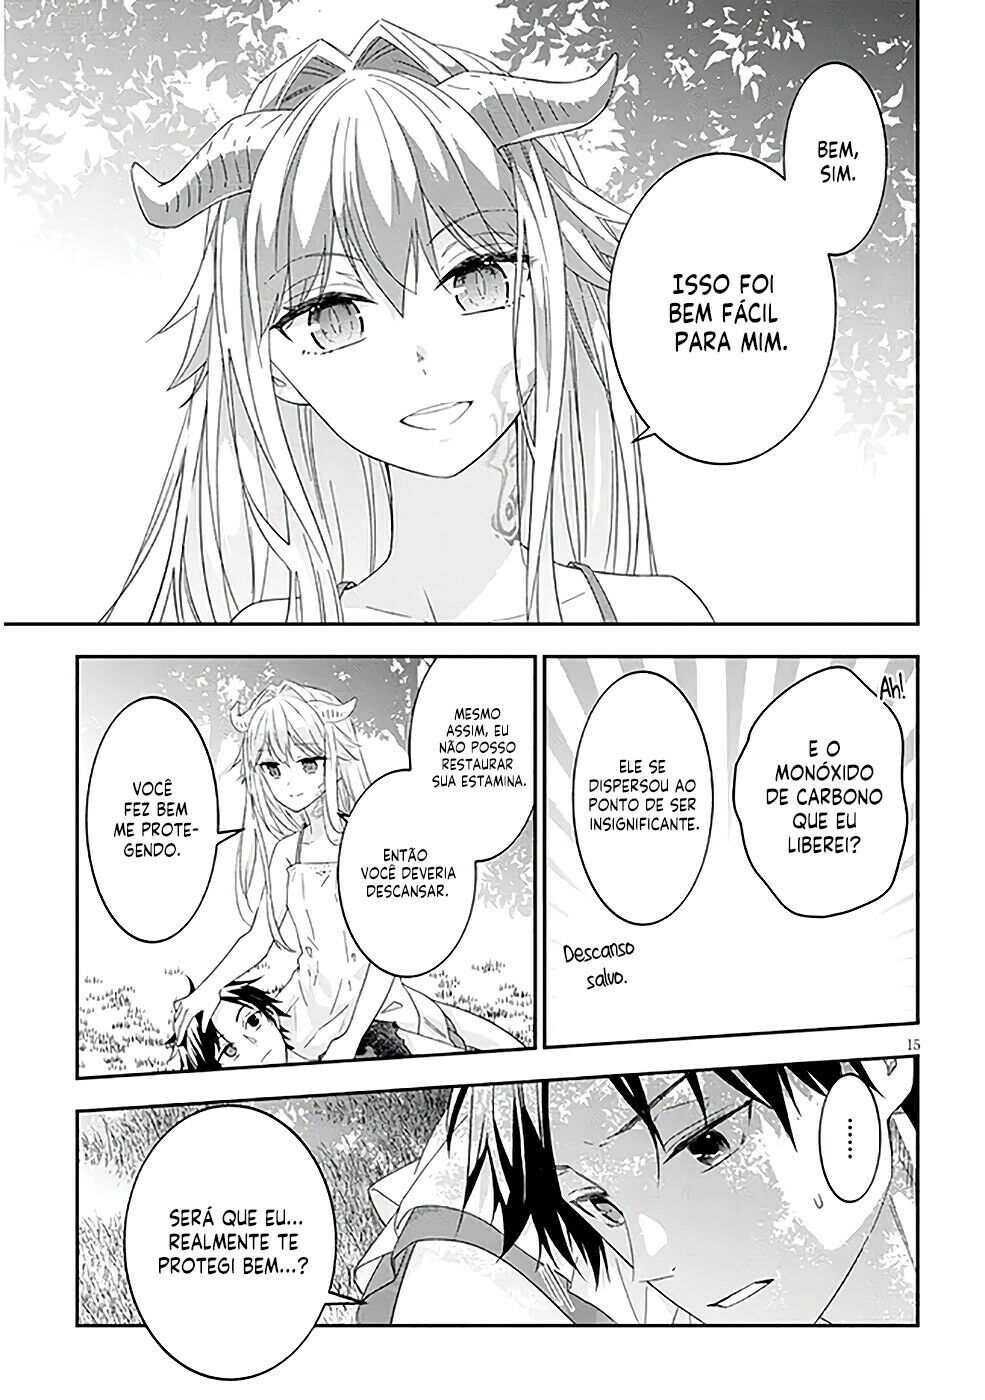 BEM,
SIM.
ISSO FOI
BEM FÁCIL
PARA MIM.
Ah!
E O
MONÓXIDO
DE CARBONO
QUE EU
LIBEREI?
ELE SE
DISPERSOU AO
PONTO DE SER
INSIGNIFICANTE.
Descanso
salvo.
MESMO
ASSIM, EU
NÃO POSSO
RESTAURAR
SUA ESTAMINA.
ENTÃO
VOCÊ DEVERIA
DESCANSAR.
VOCÊ
FEZ BEM
ME PROTE-
GENDO.
15
........
SERÁ QUE EU...
REALMENTE TE
PROTEGI BEM...?